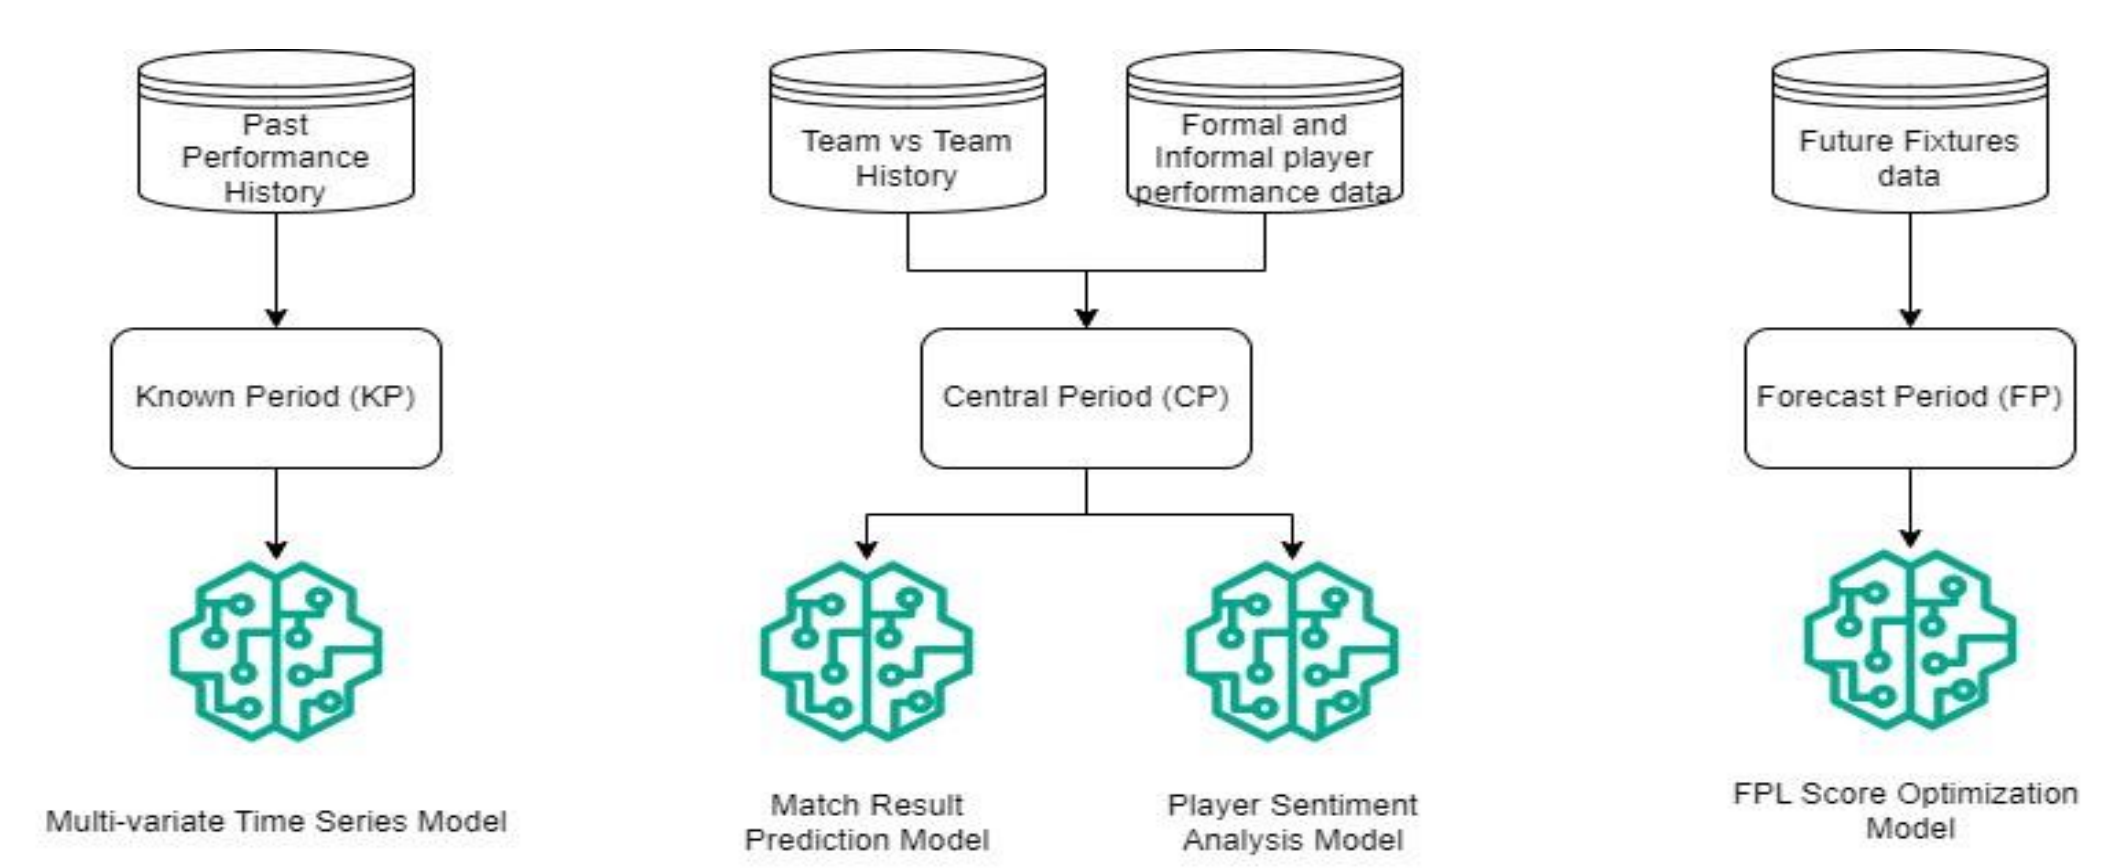 Past
Performance
History
Team vs Team
History
Formal and
Informal player
performance data
Future Fixtures
data
Known Period (KP)
Central Period (CP)
Forecast Period (FP)
Multi-variate Time Series Model
Match Result
Prediction Model
Player Sentiment
Analysis Model
FPL Score Optimization
Model